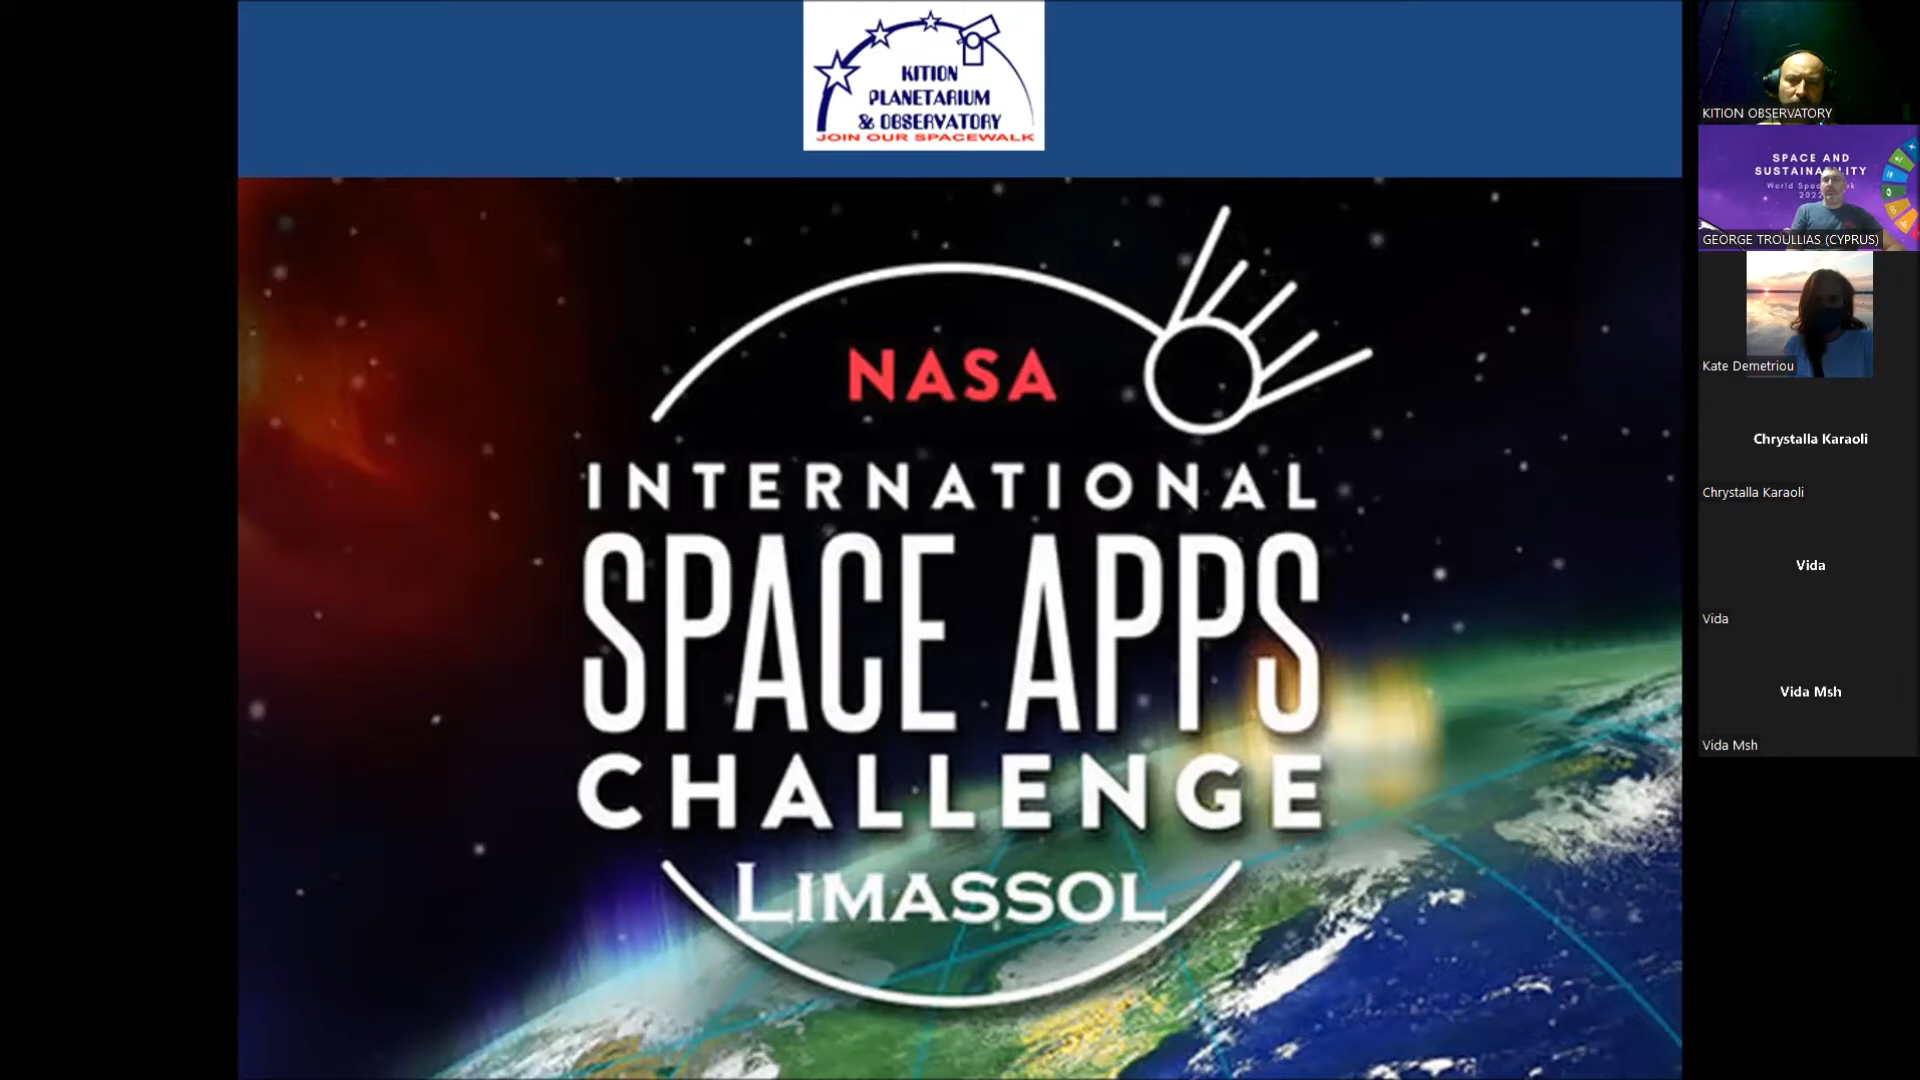 KITION
PLANETARIUM
& OBSERVATORY
JOIN OUR SPACEWALK
NASA
INTERNATIONAL
SPACE APPS
CHALLENGE
LIMASSOL
KITION OBSERVATORY
SPACE AND
SUSTAINABILITY
GEORGE TROULLIAS (CYPRUS)
Kate Demetriou
Chrystalla Karaoli
Chrystalla Karaoli
Vida
Vida
Vida Msh
Vida Msh